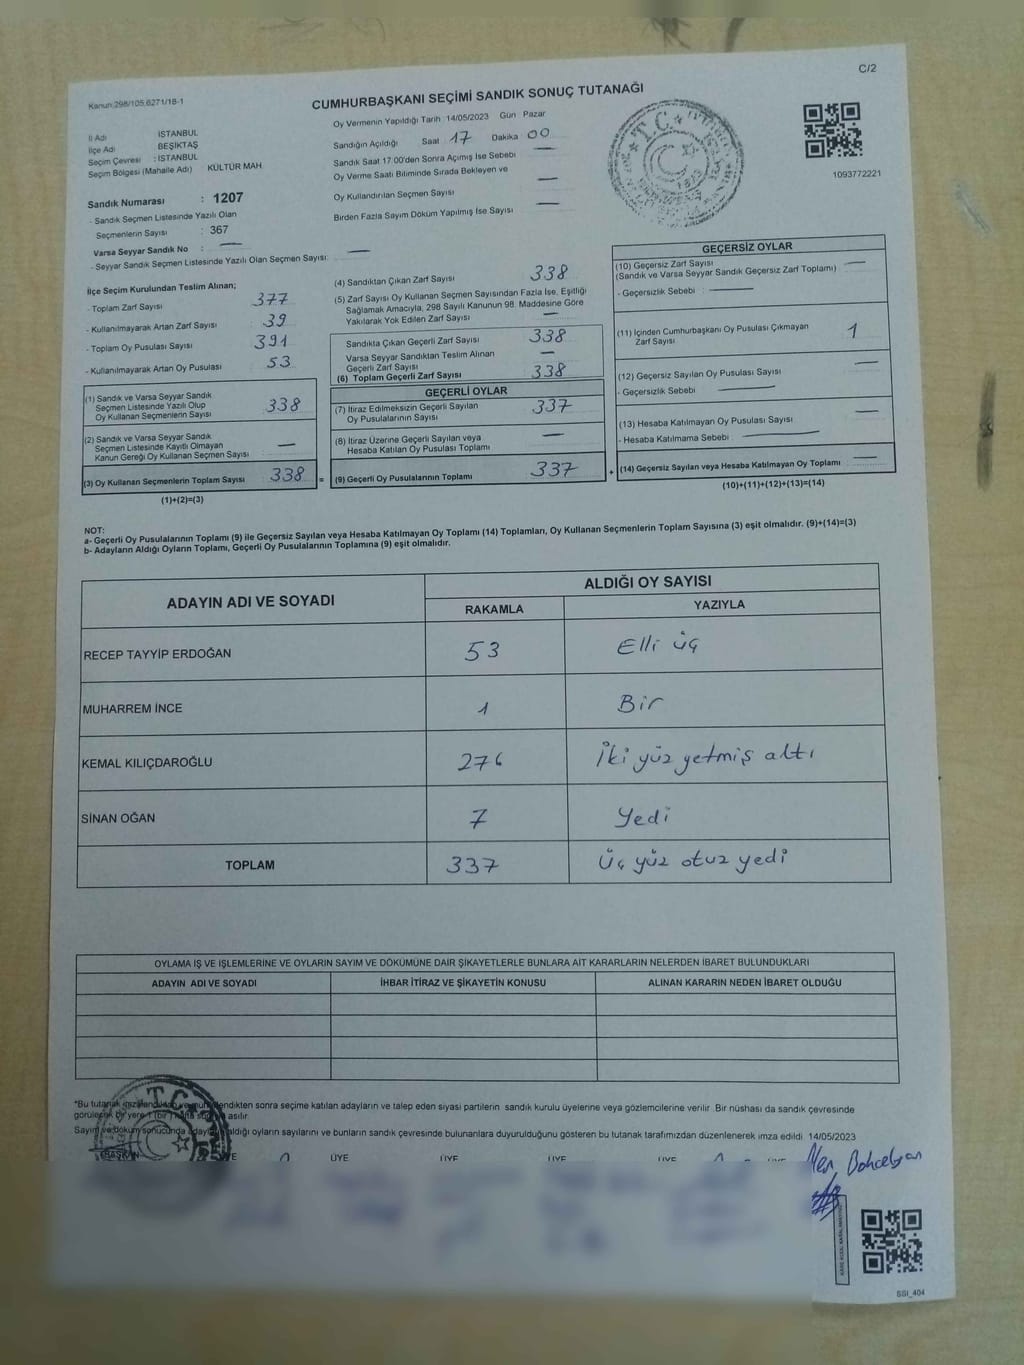 C/2
Kanun:298/105,6271/18-1
CUMHURBAŞKANI SEÇİMİ SANDIK SONUÇ TUTANAĞI
İl Adı İSTANBUL
İlçe Adı BEŞİKTAŞ
Seçim Çevresi : İSTANBUL
Seçim Bölgesi (Mahalle Adı) KÜLTÜR MAH.
Sandık Numarası : 1207
- Sandık Seçmen Listesinde Yazılı Olan
Seçmenlerin Sayısı : 367
Varsa Seyyar Sandık No : —
- Seyyar Sandık Seçmen Listesinde Yazılı Olan Seçmen Sayısı: —
Oy Vermenin Yapıldığı Tarih :14/05/2023 Gün Pazar
Sandığın Açıldığı Saat 17 Dakika 00
Sandık Saat 17:00'den Sonra Açımış İse Sebebi —
Oy Verme Saati Bitiminde Sırada Bekleyen ve
Oy Kullandırılan Seçmen Sayısı —
Birden Fazla Sayım Döküm Yapılmış İse Sayısı —
T.C.
1093772221
İlçe Seçim Kurulundan Teslim Alınan;
- Toplam Zarf Sayısı 377
- Kullanılmayarak Artan Zarf Sayısı 39
- Toplam Oy Pusulası Sayısı 391
- Kullanılmayarak Artan Oy Pusulası 53
(1) Sandık ve Varsa Seyyar Sandık
Seçmen Listesinde Yazılı Olup
Oy Kullanan Seçmenlerin Sayısı 338
(2) Sandık ve Varsa Seyyar Sandık
Seçmen Listesinde Kayıtlı Olmayan
Kanun Gereği Oy Kullanan Seçmen Sayısı —
(3) Oy Kullanan Seçmenlerin Toplam Sayısı 338 =
(1)+(2)=(3)
(4) Sandıktan Çıkan Zarf Sayısı 338
(5) Zarf Sayısı Oy Kullanan Seçmen Sayısından Fazla İse, Eşitliği
Sağlamak Amacıyla, 298 Sayılı Kanunun 98. Maddesine Göre
Yakılarak Yok Edilen Zarf Sayısı —
Sandıkta Çıkan Geçerli Zarf Sayısı 338
Varsa Seyyar Sandıktan Teslim Alınan
Geçerli Zarf Sayısı —
(6) Toplam Geçerli Zarf Sayısı 338
GEÇERLİ OYLAR
(7) İtiraz Edilmeksizin Geçerli Sayılan
Oy Pusulalarının Sayısı 337
(8) İtiraz Üzerine Geçerli Sayılan veya
Hesaba Katılan Oy Pusulası Toplamı —
(9) Geçerli Oy Pusulalarının Toplamı 337 +
GEÇERSİZ OYLAR
(10) Geçersiz Zarf Sayısı —
(Sandık ve Varsa Seyyar Sandık Geçersiz Zarf Toplamı)
- Geçersizlik Sebebi : —
(11) İçinden Cumhurbaşkanı Oy Pusulası Çıkmayan
Zarf Sayısı 1
(12) Geçersiz Sayılan Oy Pusulası Sayısı —
- Geçersizlik Sebebi : —
(13) Hesaba Katılmayan Oy Pusulası Sayısı —
- Hesaba Katılmama Sebebi : —
(14) Geçersiz Sayılan veya Hesaba Katılmayan Oy Toplamı —
(10)+(11)+(12)+(13)=(14)
NOT:
a- Geçerli Oy Pusulalarının Toplamı (9) ile Geçersiz Sayılan veya Hesaba Katılmayan Oy Toplamı (14) Toplamları, Oy Kullanan Seçmenlerin Toplam Sayısına (3) eşit olmalıdır. (9)+(14)=(3)
b- Adayların Aldığı Oyların Toplamı, Geçerli Oy Pusulalarının Toplamına (9) eşit olmalıdır.
ADAYIN ADI VE SOYADI ALDIĞI OY SAYISI
RAKAMLA YAZIYLA
RECEP TAYYİP ERDOĞAN 53 Elli üç
MUHARREM İNCE 1 Bir
KEMAL KILIÇDAROĞLU 276 İki yüz yetmiş altı
SİNAN OĞAN 7 Yedi
TOPLAM 337 Üç yüz otuz yedi
OYLAMA İŞ VE İŞLEMLERİNE VE OYLARIN SAYIM VE DÖKÜMÜNE DAİR ŞİKAYETLERLE BUNLARA AİT KARARLARIN NELERDEN İBARET BULUNDUKLARI
ADAYIN ADI VE SOYADI İHBAR İTİRAZ VE ŞİKAYETİN KONUSU ALINAN KARARIN NEDEN İBARET OLDUĞU
*Bu tutanak sonra seçime katılan adayların ve talep eden siyasi partilerin sandık kurulu üyelerine veya gözlemcilerine verilir. Bir nüshası da sandık çevresinde
asılır.
Sayım ve döküm sonucunda aldığı oyların sayılarını ve bunların sandık çevresinde bulunanlara duyurulduğunu gösteren bu tutanak tarafımızdan düzenlenerek imza edildi. 14/05/2023
T.C.
BAŞKAN ÜYE ÜYE ÜYE ÜYE
SSI_404